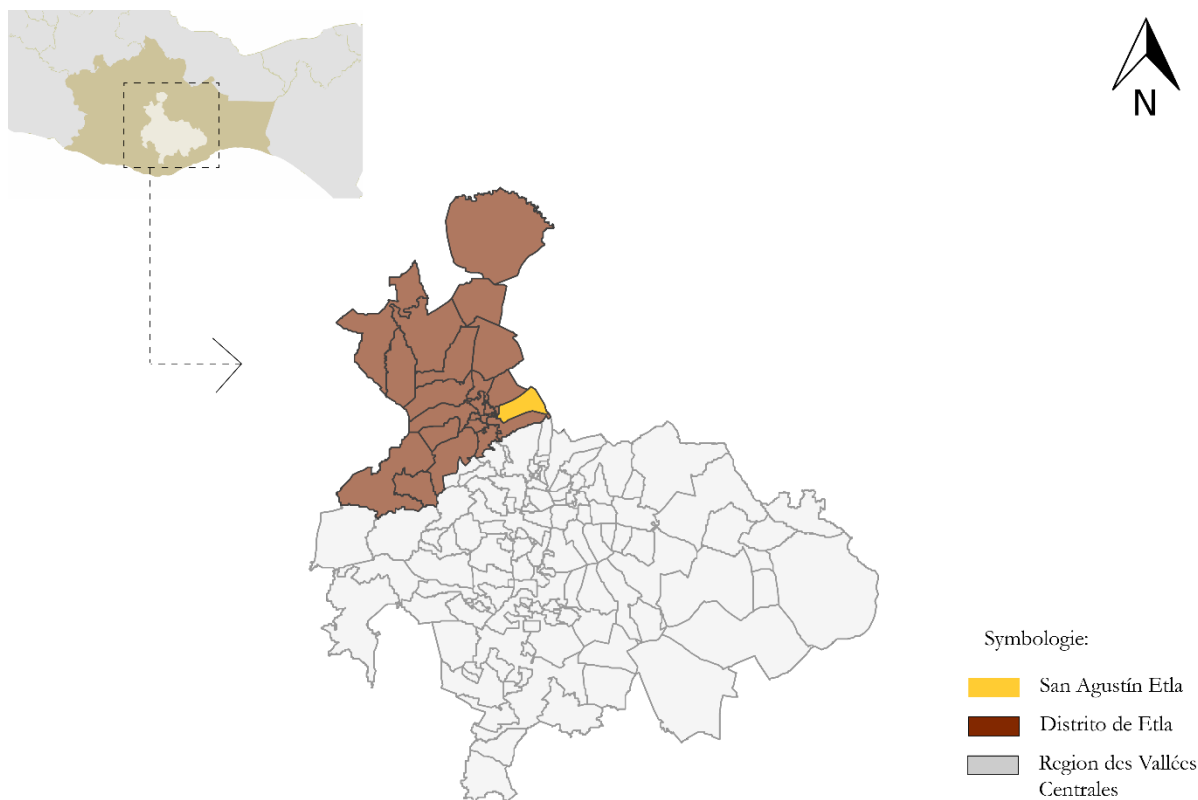 N
Symbologie:
San Agustín Etla
Distrito de Etla
Region des Vallées
Centrales